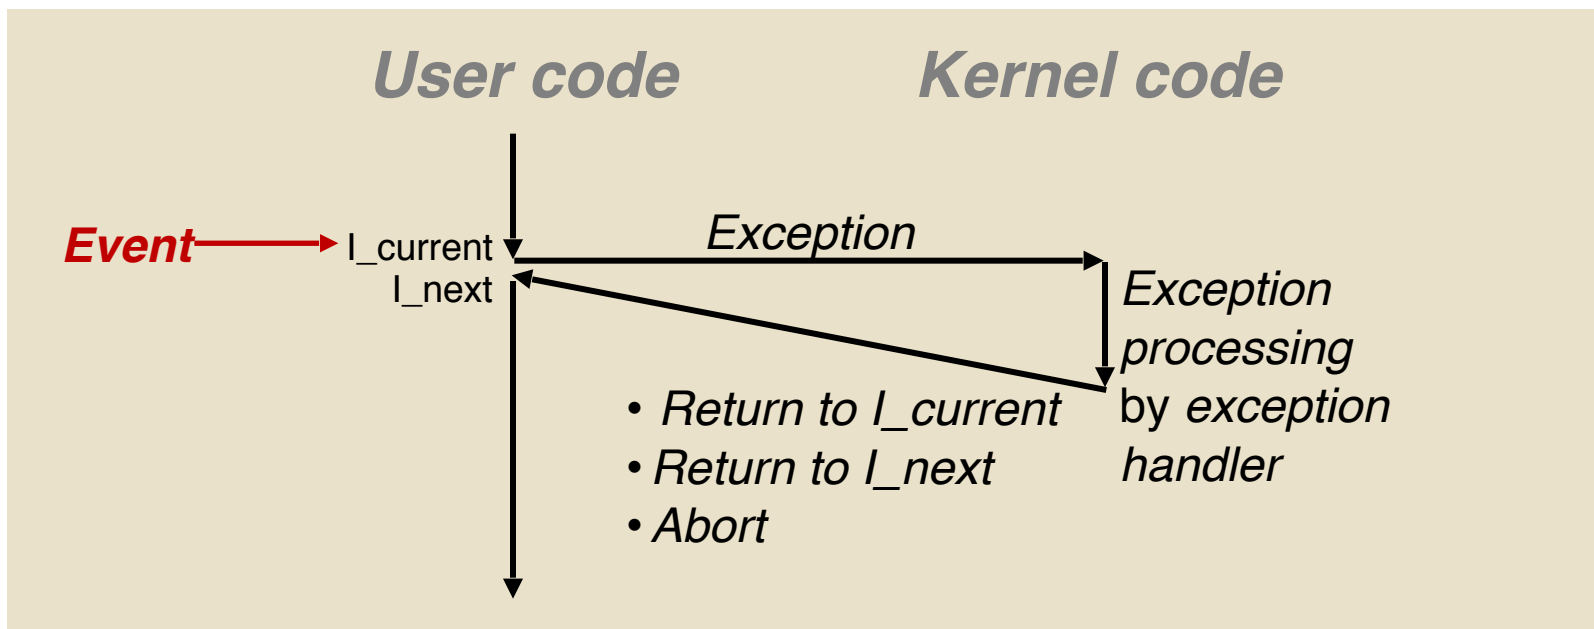 User code
Kernel code
Event
I_current
I_next
Exception
Exception
processing
by exception
handler
• Return to I_current
• Return to I_next
• Abort